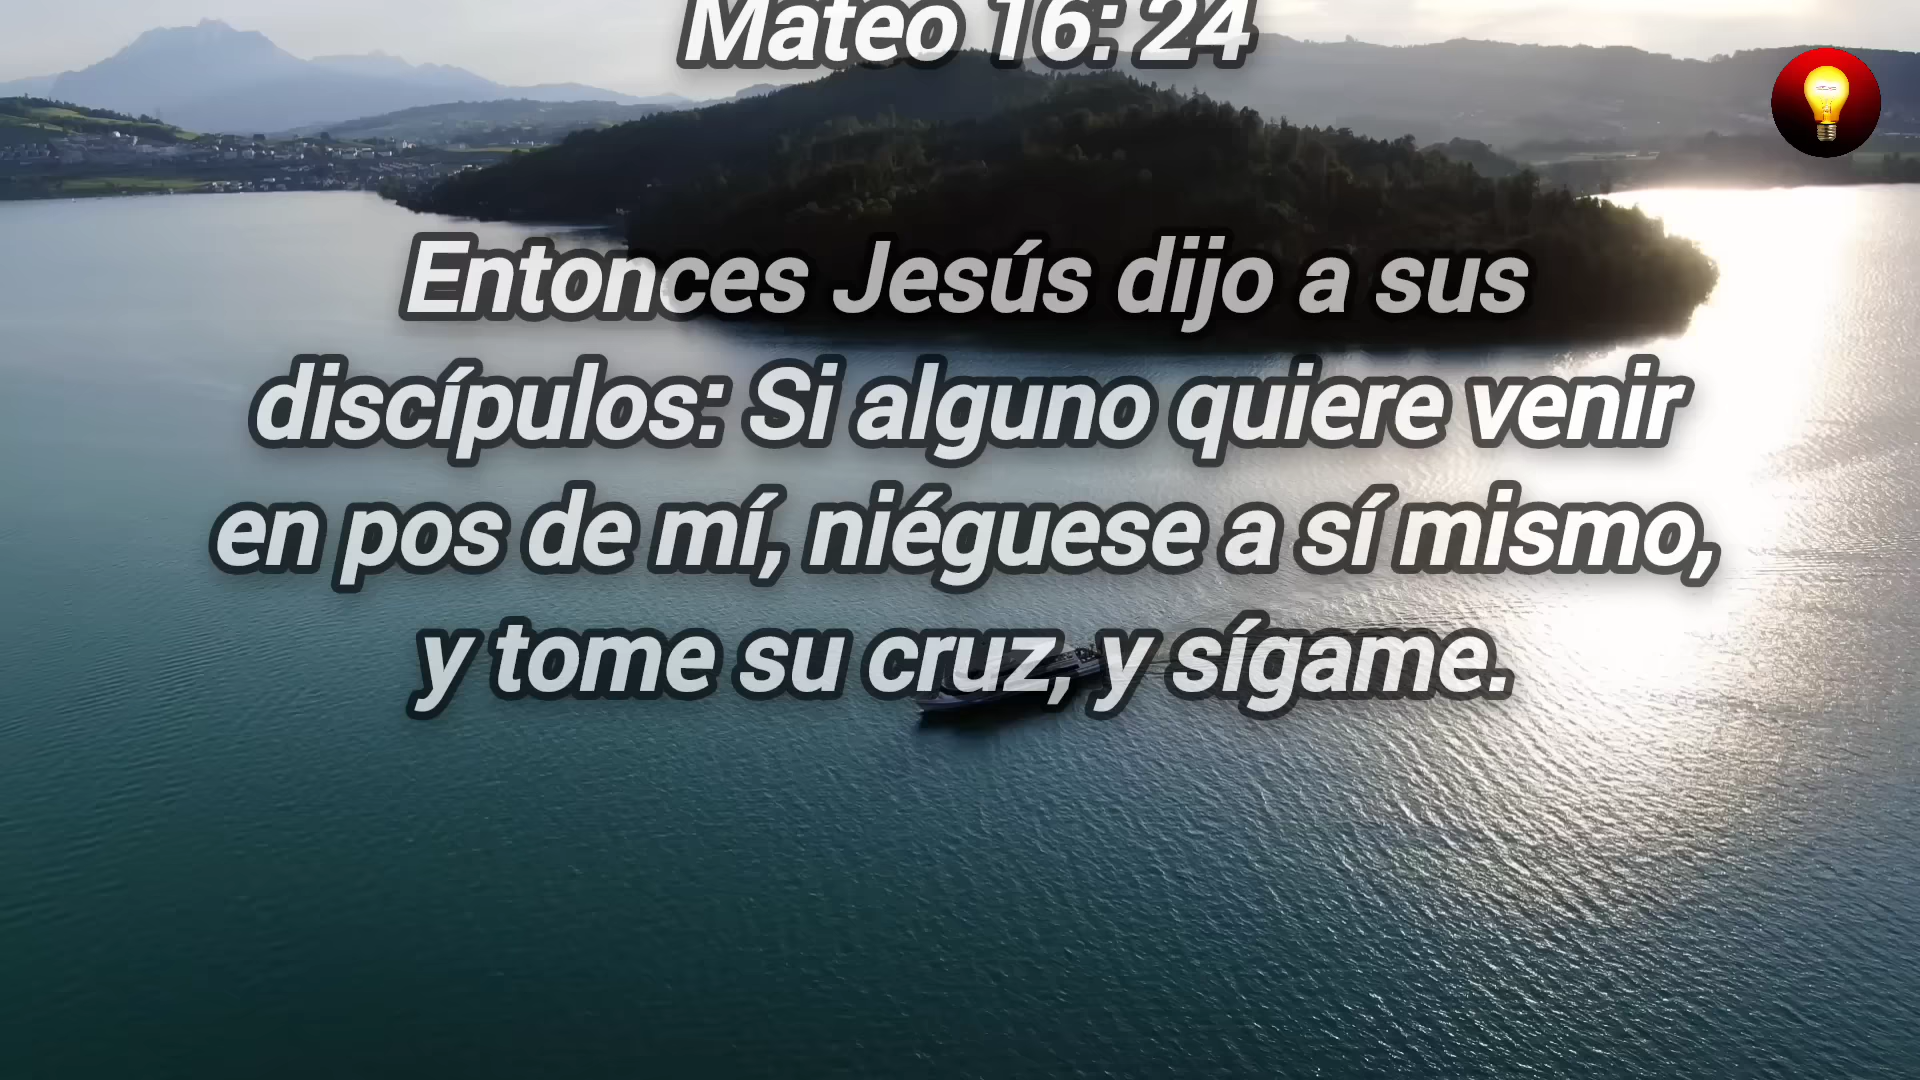 Mateo 16: 24
Entonces Jesús dijo a sus
discípulos: Si alguno quiere venir
en pos de mí, niéguese a sí mismo,
y tome su cruz, y sígame.